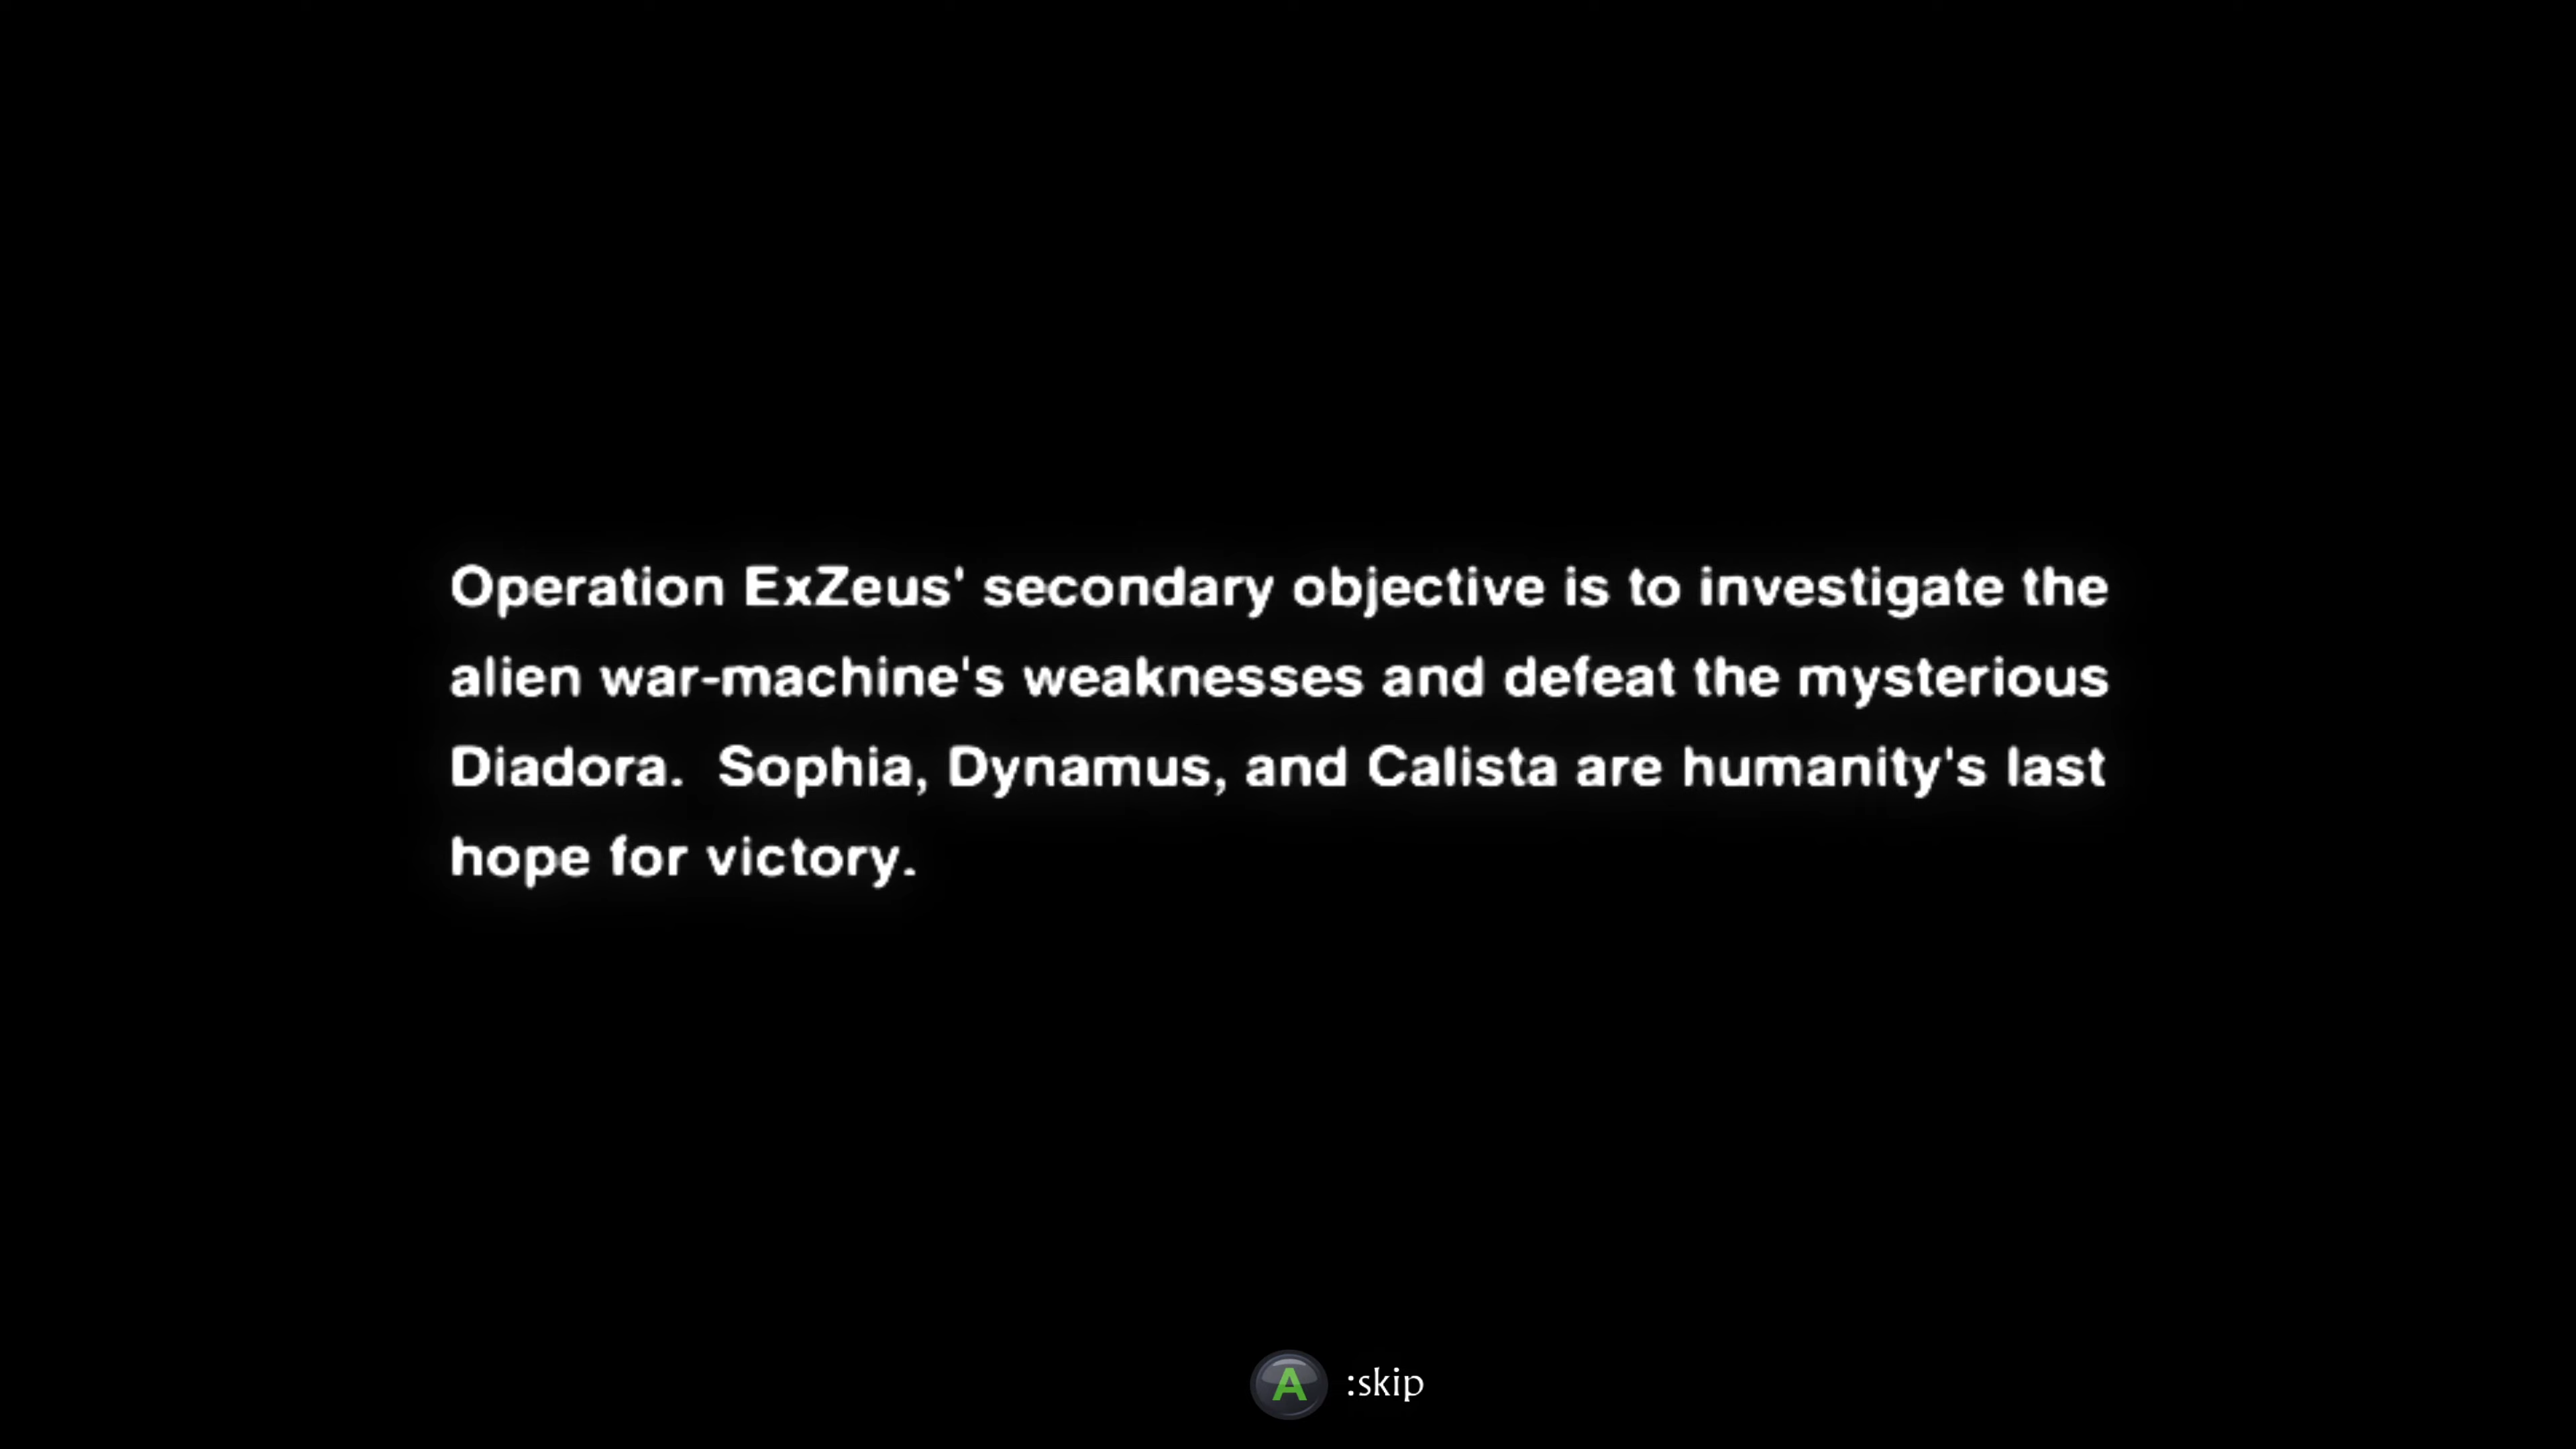 Operation ExZeus' secondary objective is to investigate the
alien war-machine's weaknesses and defeat the mysterious
Diadora.  Sophia, Dynamus, and Calista are humanity's last
hope for victory.
A :skip